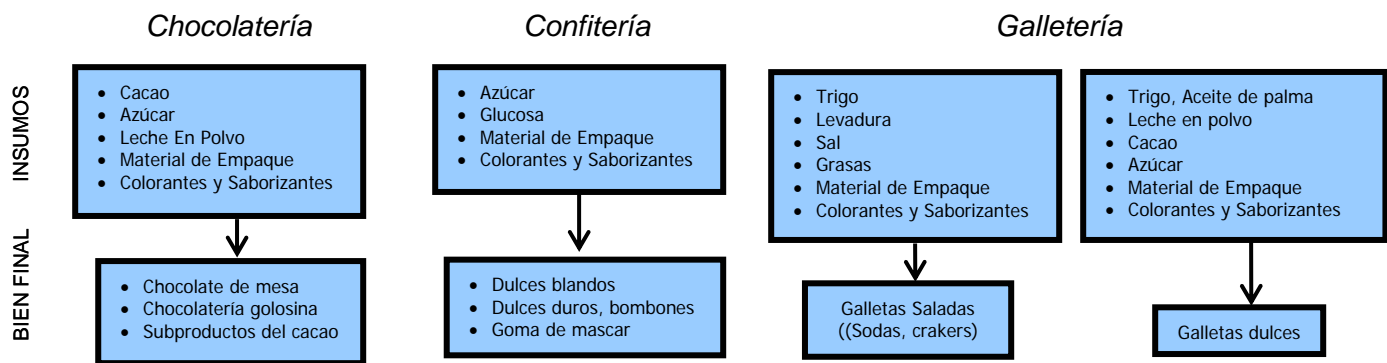 Chocolatería
Confitería
Galletería
INSUMOS
• Cacao
• Azúcar
• Leche En Polvo
• Material de Empaque
• Colorantes y Saborizantes
• Azúcar
• Glucosa
• Material de Empaque
• Colorantes y Saborizantes
• Trigo
• Levadura
• Sal
• Grasas
• Material de Empaque
• Colorantes y Saborizantes
• Trigo, Aceite de palma
• Leche en polvo
• Cacao
• Azúcar
• Material de Empaque
• Colorantes y Saborizantes
BIEN FINAL
• Chocolate de mesa
• Chocolatería golosina
• Subproductos del cacao
• Dulces blandos
• Dulces duros, bombones
• Goma de mascar
Galletas Saladas
((Sodas, crakers)
Galletas dulces